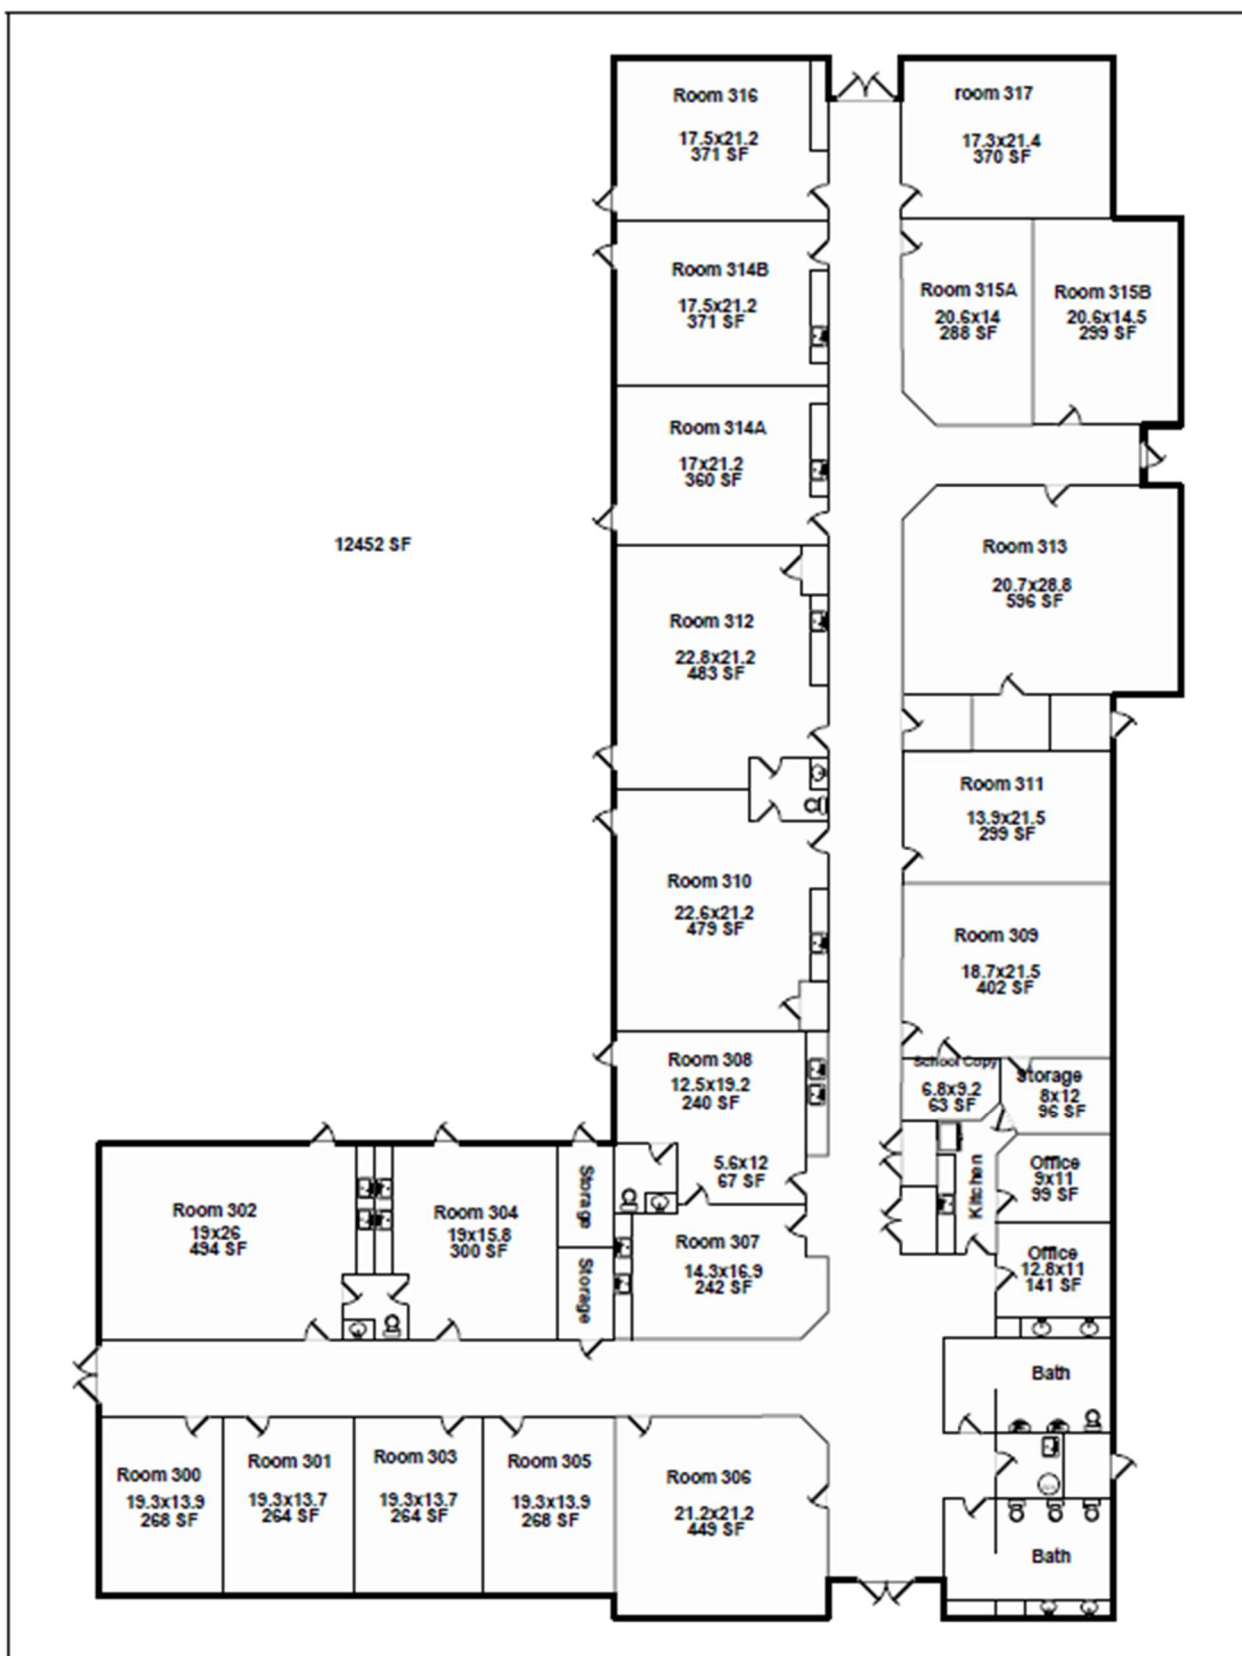 Room 316
17.5x21.2
371 SF
room 317
17.3x21.4
370 SF
Room 314B
17.5x21.2
371 SF
Room 315A
20.6x14
288 SF
Room 315B
20.6x14.5
299 SF
Room 314A
17x21.2
360 SF
12452 SF
Room 313
20.7x28.8
596 SF
Room 312
22.8x21.2
483 SF
Room 311
13.9x21.5
299 SF
Room 310
22.6x21.2
479 SF
Room 309
18.7x21.5
402 SF
Room 308
12.5x19.2
240 SF
School Copy
6.8x9.2
63 SF
Storage
8x12
96 SF
5.6x12
67 SF
Kitchen
Office
9x11
99 SF
Room 302
19x26
494 SF
Room 304
19x15.8
300 SF
Storage
Storage
Room 307
14.3x16.9
242 SF
Office
12.8x11
141 SF
Bath
Room 300
19.3x13.9
268 SF
Room 301
19.3x13.7
264 SF
Room 303
19.3x13.7
264 SF
Room 305
19.3x13.9
268 SF
Room 306
21.2x21.2
449 SF
Bath